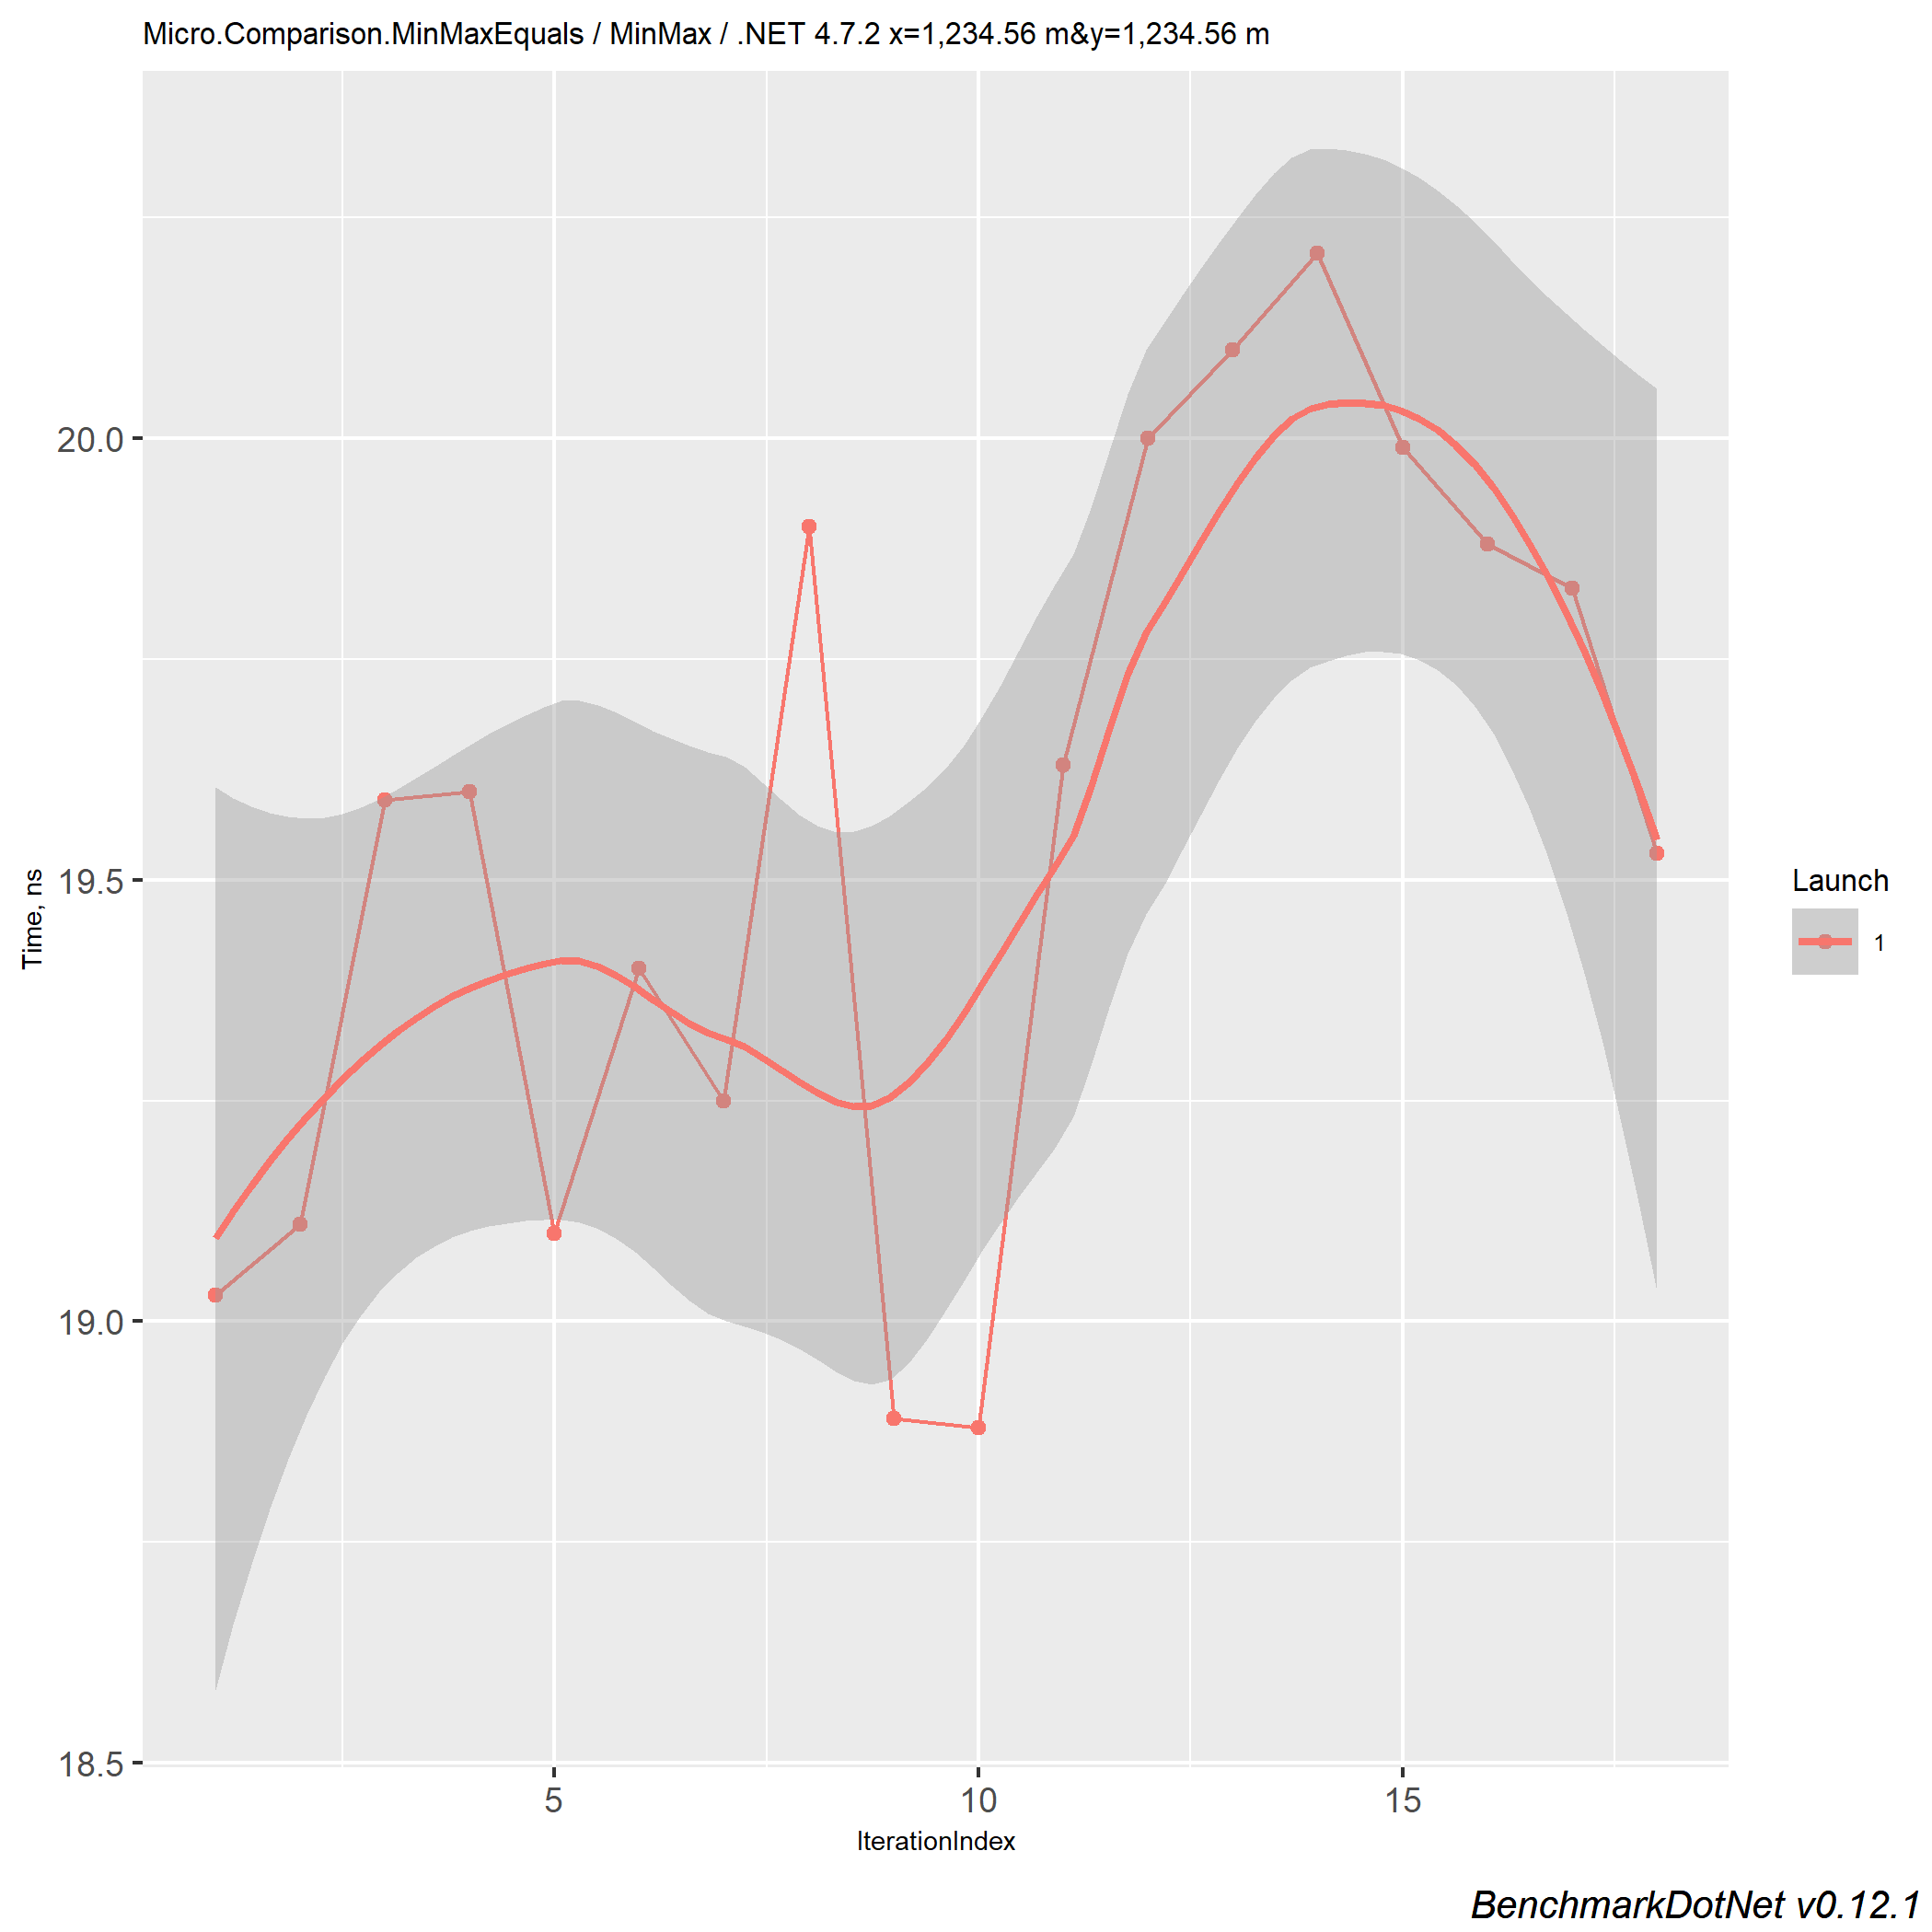 Micro.Comparison.MinMaxEquals / MinMax / .NET 4.7.2 x=1,234.56 m&y=1,234.56 m
Time, ns
20.0
19.5
19.0
18.5
5
10
15
IterationIndex
Launch
1
BenchmarkDotNet v0.12.1